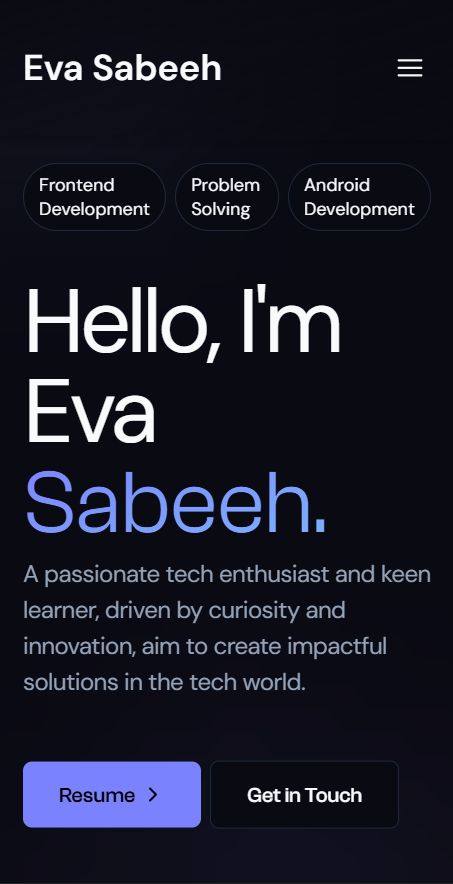 Eva Sabeeh
Frontend
Development
Problem
Solving
Android
Development
Hello, I'm
Eva
Sabeeh.
A passionate tech enthusiast and keen
learner, driven by curiosity and
innovation, aim to create impactful
solutions in the tech world.
Resume
Get in Touch